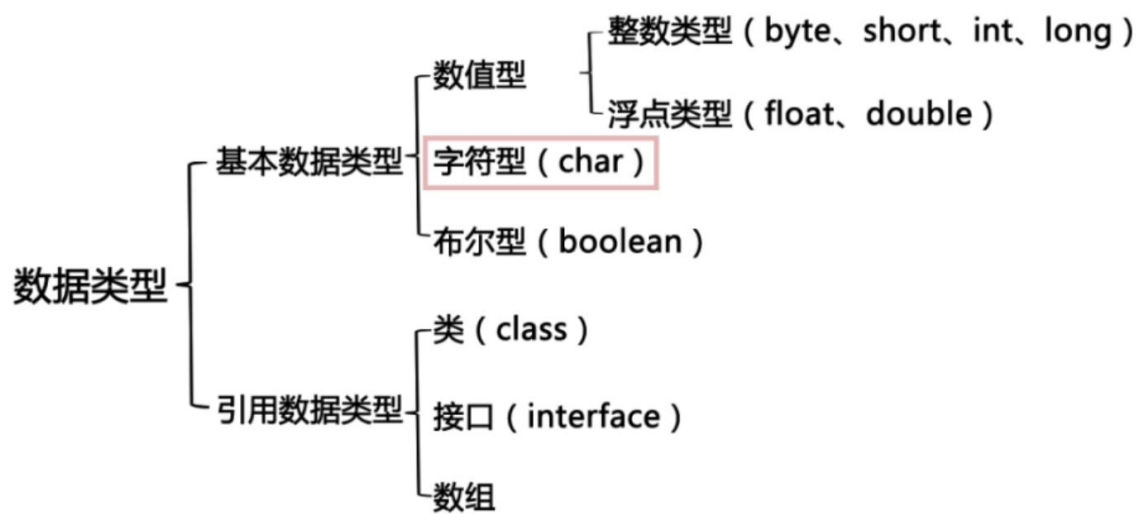 数据类型
基本数据类型
数值型
整数类型（byte、short、int、long）
浮点类型（float、double）
字符型（char）
布尔型（boolean）
引用数据类型
类（class）
接口（interface）
数组